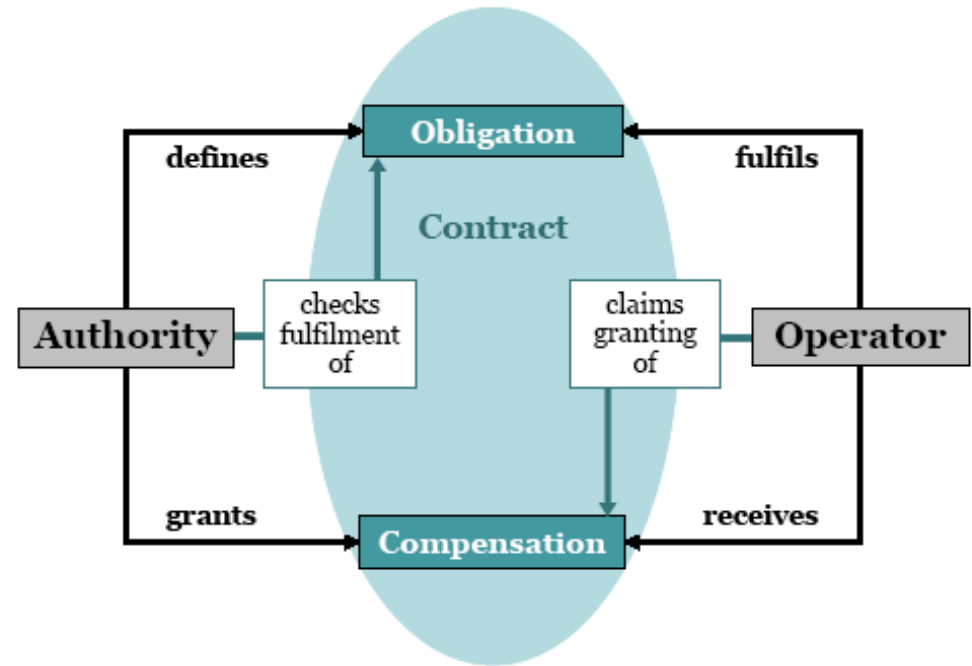 Obligation
defines
fulfils
Contract
checks
fulfilment
of
claims
granting
of
Authority
Operator
grants
receives
Compensation